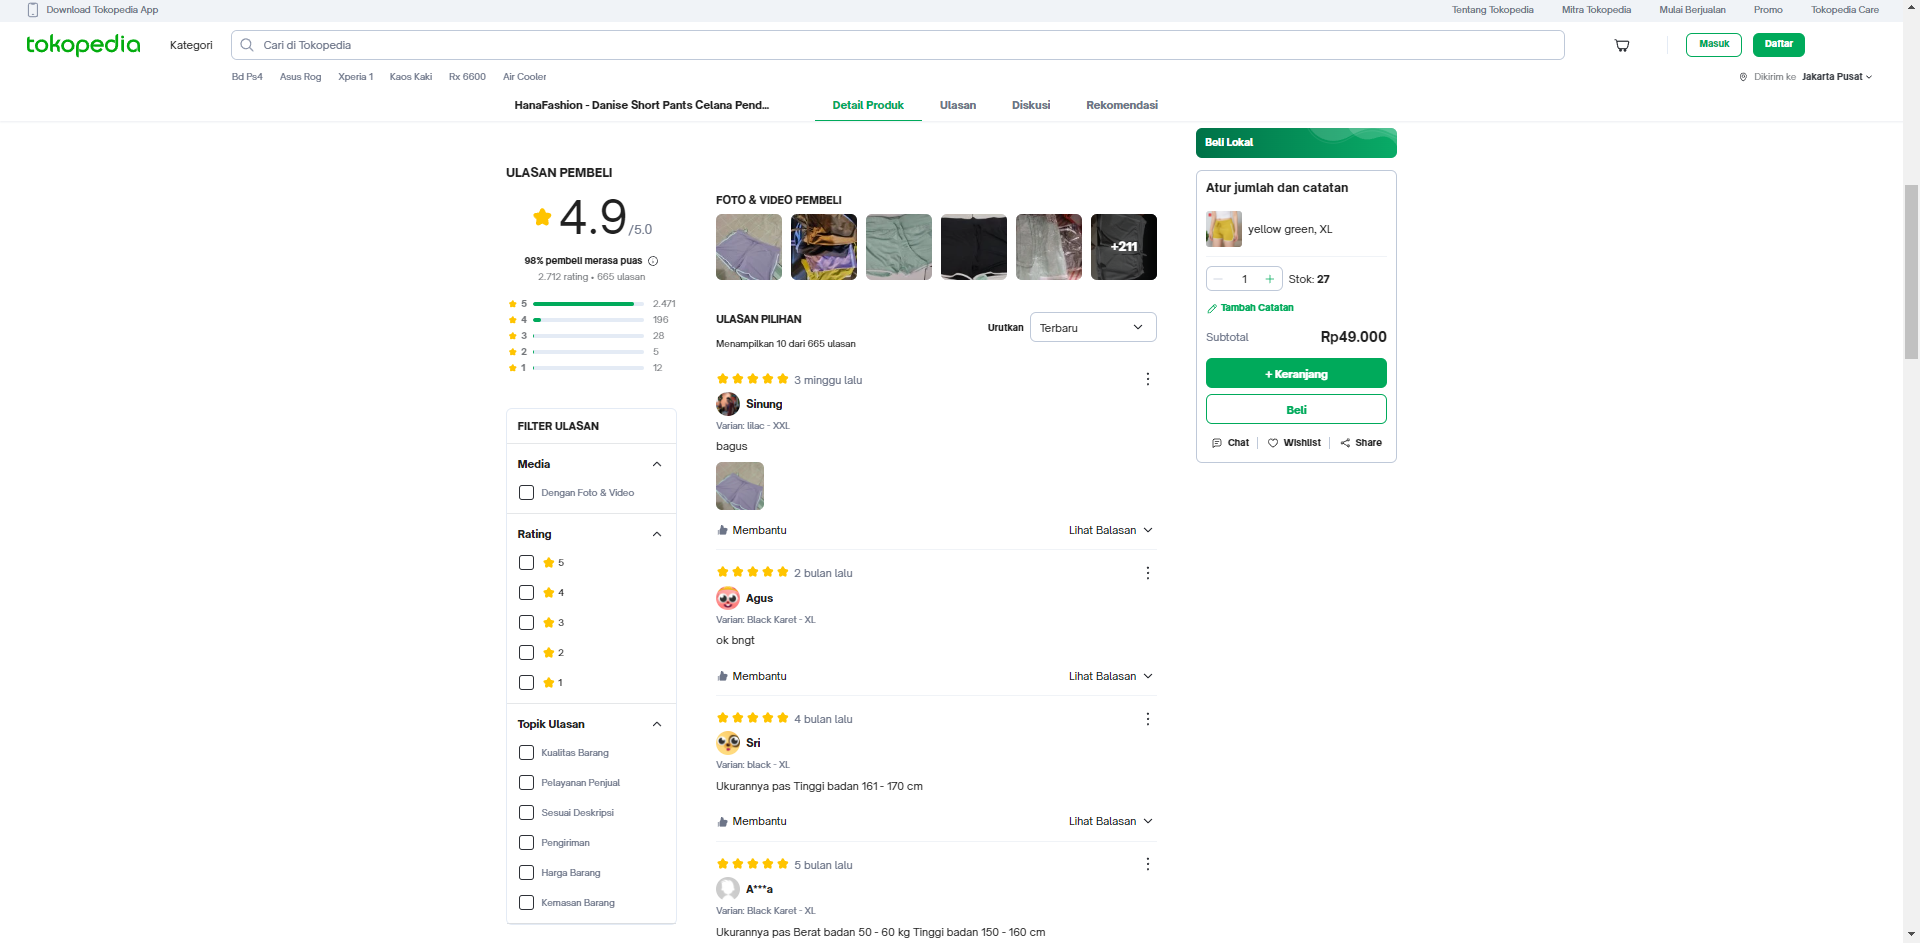 Download Tokopedia App
Tentang Tokopedia
Mitra Tokopedia
Mulai Berjualan
Promo
Tokopedia Care
tokopedia
Kategori
Cari di Tokopedia
Masuk
Daftar
Bd Ps4
Asus Rog
Xperia 1
Kaos Kaki
Rx 6600
Air Cooler
Dikirim ke Jakarta Pusat
HanaFashion - Danise Short Pants Celana Pend...
Detail Produk
Ulasan
Diskusi
Rekomendasi
ULASAN PEMBELI
4.9 /5.0
98% pembeli merasa puas
2.712 rating • 665 ulasan
5 2.471
4 196
3 28
2 5
1 12
FILTER ULASAN
Media
Dengan Foto & Video
Rating
5
4
3
2
1
Topik Ulasan
Kualitas Barang
Pelayanan Penjual
Sesuai Deskripsi
Pengiriman
Harga Barang
Kemasan Barang
FOTO & VIDEO PEMBELI
+211
ULASAN PILIHAN
Menampilkan 10 dari 665 ulasan
Urutkan
Terbaru
3 minggu lalu
Sinung
Varian: lilac - XXL
bagus
Membantu
Lihat Balasan
2 bulan lalu
Agus
Varian: Black Karet - XL
ok bngt
Membantu
Lihat Balasan
4 bulan lalu
Sri
Varian: black - XL
Ukurannya pas Tinggi badan 161 - 170 cm
Membantu
Lihat Balasan
5 bulan lalu
A***a
Varian: Black Karet - XL
Ukurannya pas Berat badan 50 - 60 kg Tinggi badan 150 - 160 cm
Beli Lokal
Atur jumlah dan catatan
yellow green, XL
1
Stok: 27
Tambah Catatan
Subtotal
Rp49.000
+ Keranjang
Beli
Chat
Wishlist
Share